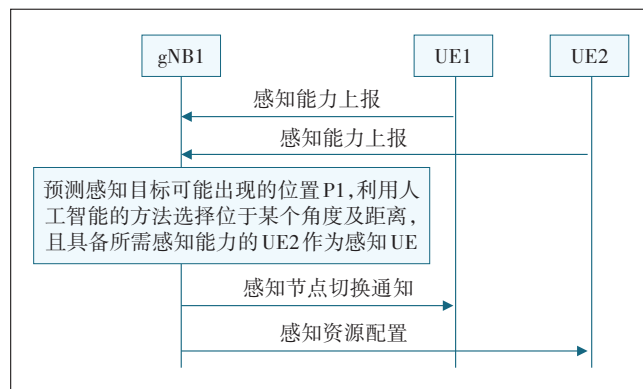 gNB1
UE1
UE2
感知能力上报
感知能力上报
预测感知目标可能出现的位置P1,利用人
工智能的方法选择位于某个角度及距离,
且具备所需感知能力的UE2作为感知UE
感知节点切换通知
感知资源配置